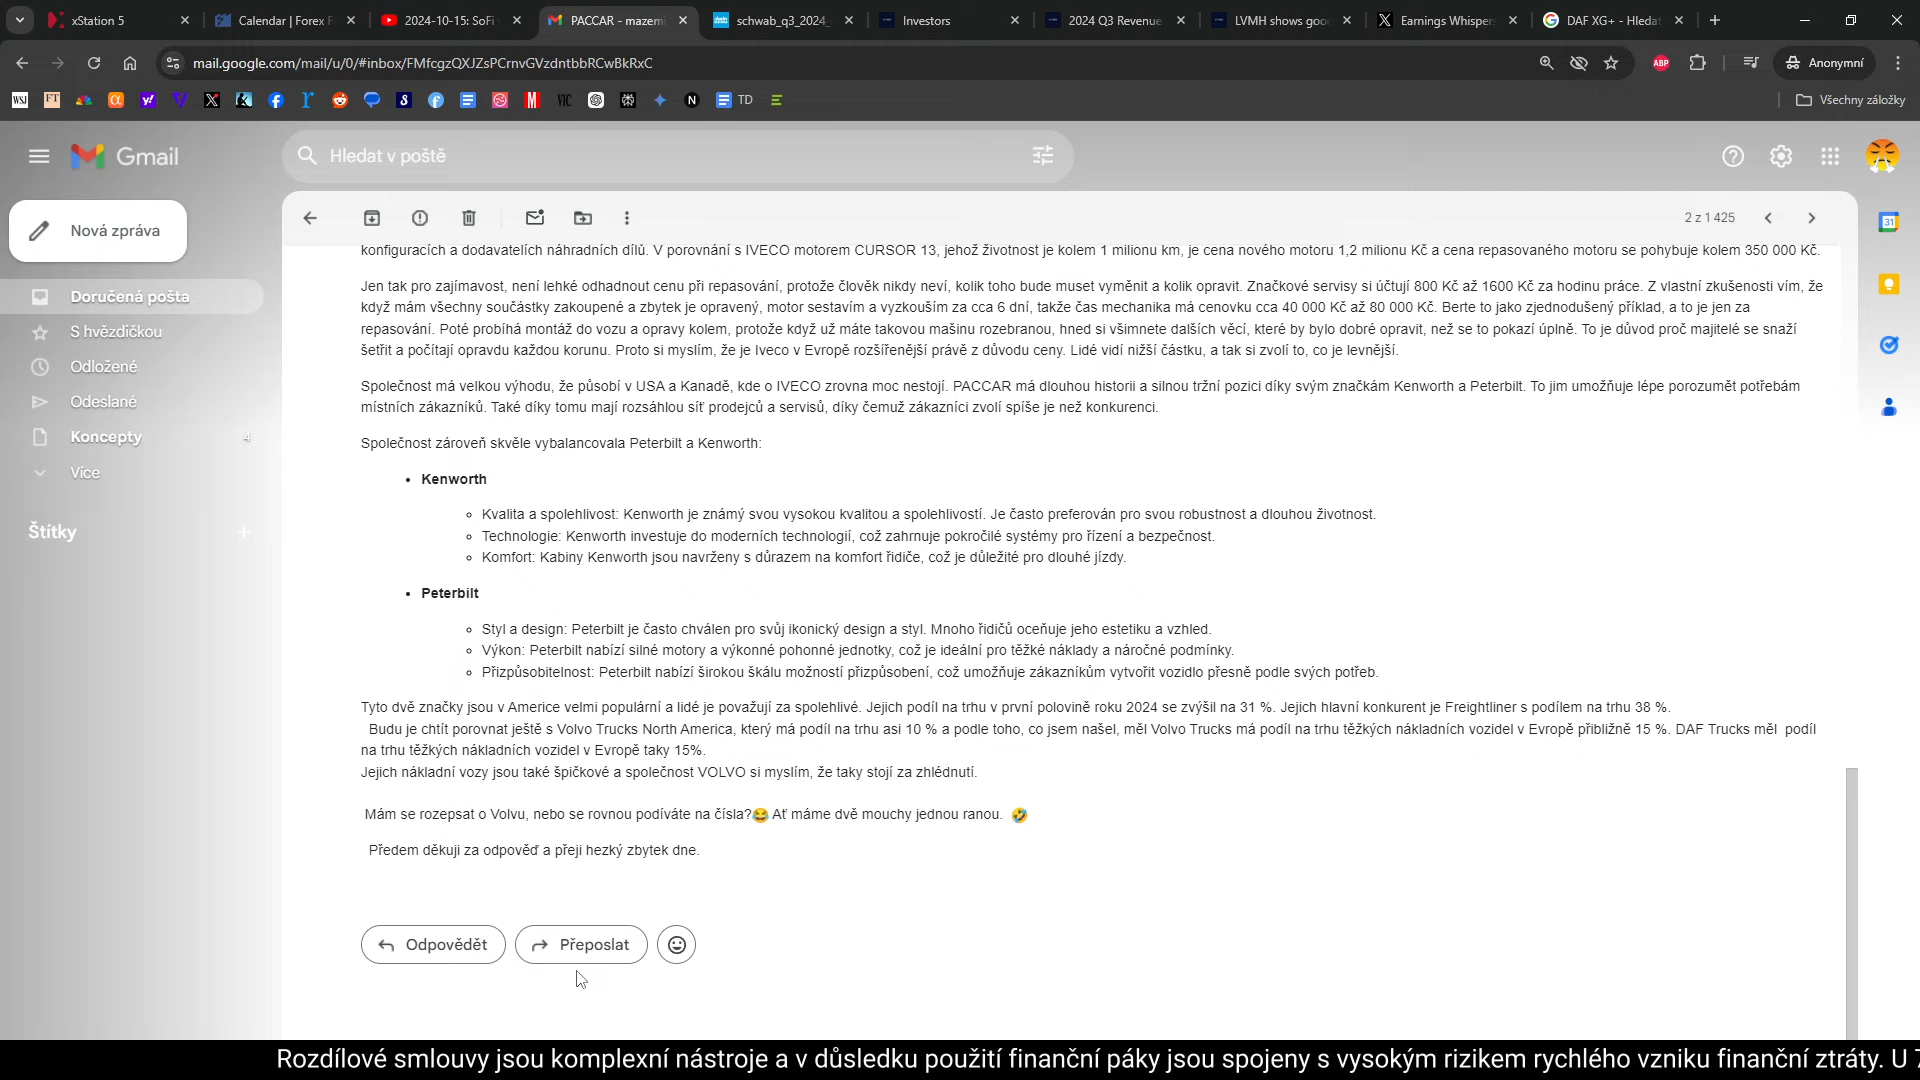 xStation 5
Calendar | Forex F
2024-10-15: SoFi
PACCAR - mazemi
schwab_q3_2024_
Investors
2024 Q3 Revenue
LVMH shows good
Earnings Whisper
DAF XG+ - Hledat
mail.google.com/mail/u/0/#inbox/FMfcgzQXJZsPCrnvGVzdntbbRCwBkRxC
ABP
Anonymní
WSJ
FT
VIC
TD
Všechny záložky
Gmail
Hledat v poště
Nová zpráva
2 z 1 425
31
Doručená pošta
S hvězdičkou
Odložené
Odeslané
Koncepty 4
Více
Štítky
konfiguracích a dodavatelích náhradních dílů. V porovnání s IVECO motorem CURSOR 13, jehož životnost je kolem 1 milionu km, je cena nového motoru 1,2 milionu Kč a cena repasovaného motoru se pohybuje kolem 350 000 Kč.
Jen tak pro zajímavost, není lehké odhadnout cenu při repasování, protože člověk nikdy neví, kolik toho bude muset vyměnit a kolik opravit. Značkové servisy si účtují 800 Kč až 1600 Kč za hodinu práce. Z vlastní zkušenosti vím, že
když mám všechny součástky zakoupené a zbytek je opravený, motor sestavím a vyzkouším za cca 6 dní, takže čas mechanika má cenovku cca 40 000 Kč až 80 000 Kč. Berte to jako zjednodušený příklad, a to je jen za
repasování. Poté probíhá montáž do vozu a opravy kolem, protože když už máte takovou mašinu rozebranou, hned si všimnete dalších věcí, které by bylo dobré opravit, než se to pokazí úplně. To je důvod proč majitelé se snaží
šetřit a počítají opravdu každou korunu. Proto si myslím, že je Iveco v Evropě rozšířenější právě z důvodu ceny. Lidé vidí nižší částku, a tak si zvolí to, co je levnější.
Společnost má velkou výhodu, že působí v USA a Kanadě, kde o IVECO zrovna moc nestojí. PACCAR má dlouhou historii a silnou tržní pozici díky svým značkám Kenworth a Peterbilt. To jim umožňuje lépe porozumět potřebám
místních zákazníků. Také díky tomu mají rozsáhlou síť prodejců a servisů, díky čemuž zákazníci zvolí spíše je než konkurenci.
Společnost zároveň skvěle vybalancovala Peterbilt a Kenworth:
• Kenworth
◦ Kvalita a spolehlivost: Kenworth je známý svou vysokou kvalitou a spolehlivostí. Je často preferován pro svou robustnost a dlouhou životnost.
◦ Technologie: Kenworth investuje do moderních technologií, což zahrnuje pokročilé systémy pro řízení a bezpečnost.
◦ Komfort: Kabiny Kenworth jsou navrženy s důrazem na komfort řidiče, což je důležité pro dlouhé jízdy.
• Peterbilt
◦ Styl a design: Peterbilt je často chválen pro svůj ikonický design a styl. Mnoho řidičů oceňuje jeho estetiku a vzhled.
◦ Výkon: Peterbilt nabízí silné motory a výkonné pohonné jednotky, což je ideální pro těžké náklady a náročné podmínky.
◦ Přizpůsobitelnost: Peterbilt nabízí širokou škálu možností přizpůsobení, což umožňuje zákazníkům vytvořit vozidlo přesně podle svých potřeb.
Tyto dvě značky jsou v Americe velmi populární a lidé je považují za spolehlivé. Jejich podíl na trhu v první polovině roku 2024 se zvýšil na 31 %. Jejich hlavní konkurent je Freightliner s podílem na trhu 38 %.
Budu je chtít porovnat ještě s Volvo Trucks North America, který má podíl na trhu asi 10 % a podle toho, co jsem našel, měl Volvo Trucks má podíl na trhu těžkých nákladních vozidel v Evropě přibližně 15 %. DAF Trucks měl podíl
na trhu těžkých nákladních vozidel v Evropě taky 15%.
Jejich nákladní vozy jsou také špičkové a společnost VOLVO si myslím, že taky stojí za zhlédnutí.
Mám se rozepsat o Volvu, nebo se rovnou podíváte na čísla?😂 Ať máme dvě mouchy jednou ranou. 🤣
Předem děkuji za odpověď a přeji hezký zbytek dne.
Odpovědět
Přeposlat
Rozdílové smlouvy jsou komplexní nástroje a v důsledku použití finanční páky jsou spojeny s vysokým rizikem rychlého vzniku finanční ztráty. U 7